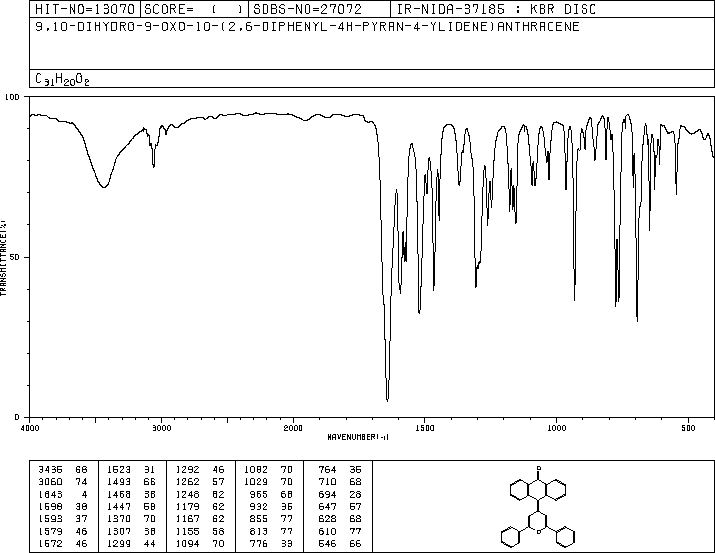 HIT-NO=13070 SCORE= ( ) SDBS-NO=27072 IR-NIDA-37185 : KBR DISC
9,10-DIHYDRO-9-OXO-10-(2,6-DIPHENYL-4H-PYRAN-4-YLIDENE)ANTHRACENE
C31H20O2
100
50
0
TRANSMITTANCE(%)
4000 3000 2000 1500 1000 500
WAVENUMBER(-1)
3436 68 1523 31 1292 46 1082 70 764 35
3060 74 1493 66 1262 57 1029 70 710 68
1643 4 1468 38 1248 62 965 68 694 28
1598 38 1447 58 1179 62 932 35 647 57
1593 37 1370 70 1167 62 855 77 628 68
1579 46 1307 38 1155 58 813 77 610 77
1572 46 1299 44 1094 70 776 33 546 66
O
O